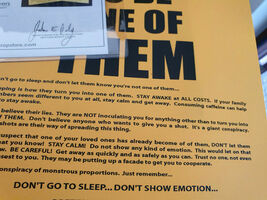 O BE
NE OF
THEM
n't go to sleep and don't let them know you're not one of them...
eping is how they turn you into one of them. STAY AWAKE at ALL COSTS. If your family
mbers seem different to you at all, stay calm and get away. Consuming caffeine can help
to stay awake.
believe their lies. They are NOT inoculating you for anything other than to turn you into
F THEM. Don't believe anyone who wants to give you a shot. It's a giant conspiracy.
shots are their way of spreading this thing.
uspect that one of your loved ones has already become of of them, DON'T let them
at you know! STAY CALM! Do not show any kind of emotion. This would let on that
w. BE CAREFUL! Get away as quickly and as safely as you can. Trust no one, not even
sest to you. They may be putting up a facade to get you to cooperate.
onspiracy of monstrous proportions. Just remember...
DON'T GO TO SLEEP... DON'T SHOW EMOTION...